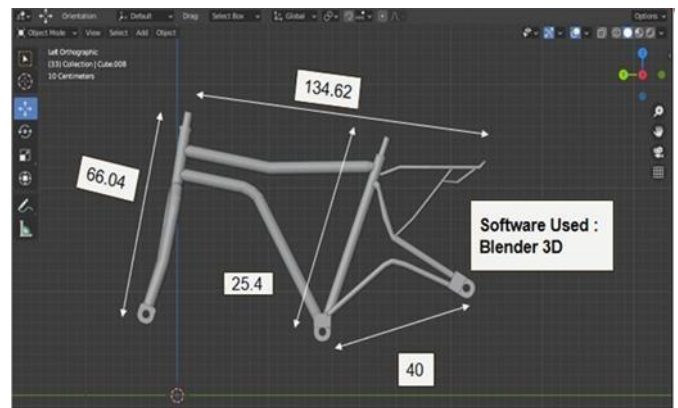 Orientation: Default Drag: Select Box Global Options
Object Mode View Select Add Object
Left Orthographic
(33) Collection | Cube.008
10 Centimeters
134.62
66.04
Software Used :
Blender 3D
25.4
40